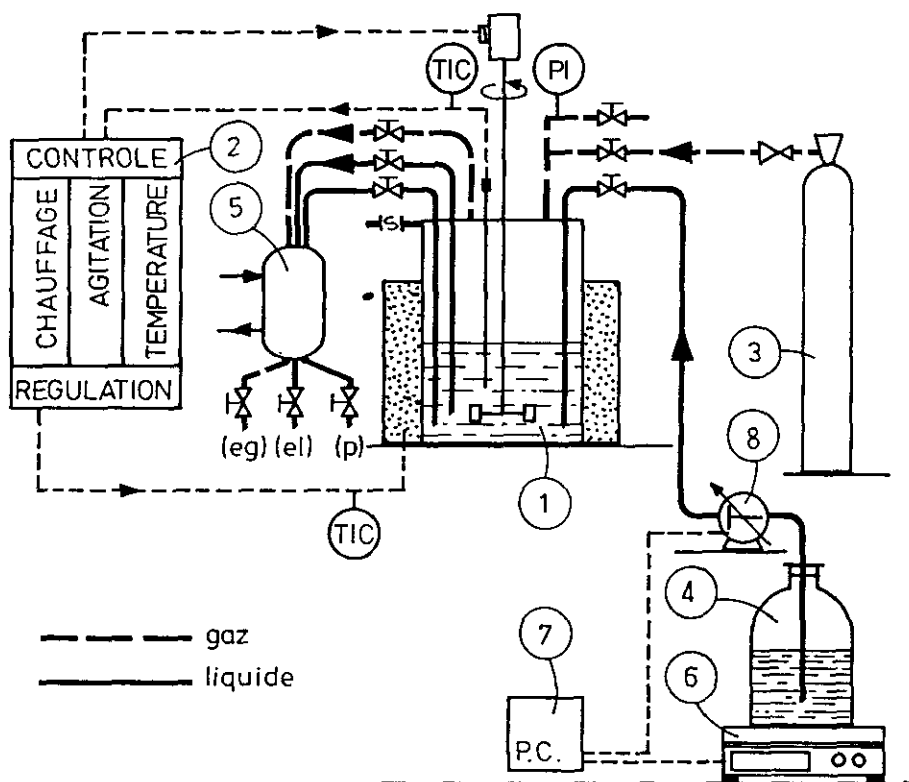 TIC
PI
CONTROLE
2
CHAUFFAGE
AGITATION
TEMPERATURE
REGULATION
5
S
3
(eg) (el) (p)
1
8
TIC
4
gaz
liquide
7
6
P.C.